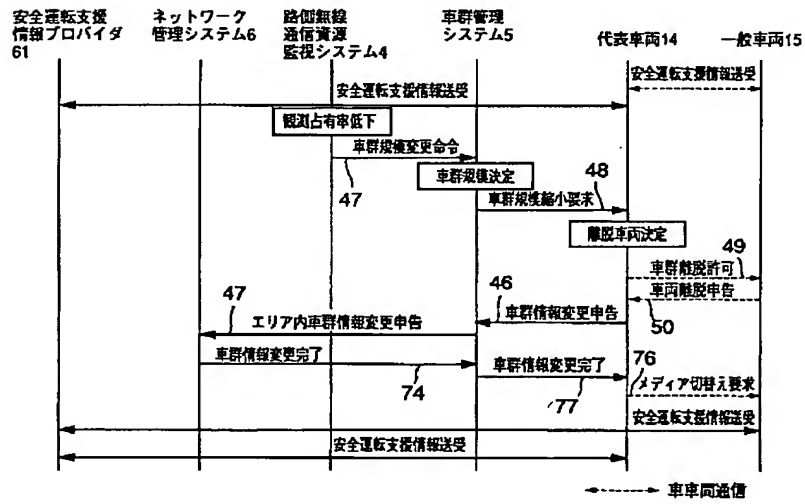 安全運転支援
情報プロバイダ
61
ネットワーク
管理システム6
路側無線
通信資源
監視システム4
車群管理
システム5
代表車両14
一般車両15
安全運転支援情報送受
安全運転支援情報送受
観測占有率低下
車群規模変更命令
47
車群規模決定
48
車群規模縮小要求
離脱車両決定
49
車群離脱許可
車両離脱申告
50
46
車群情報変更申告
47
エリア内車群情報変更申告
車群情報変更完了
74
車群情報変更完了
77
76
メディア切替え要求
安全運転支援情報送受
安全運転支援情報送受
車車間通信